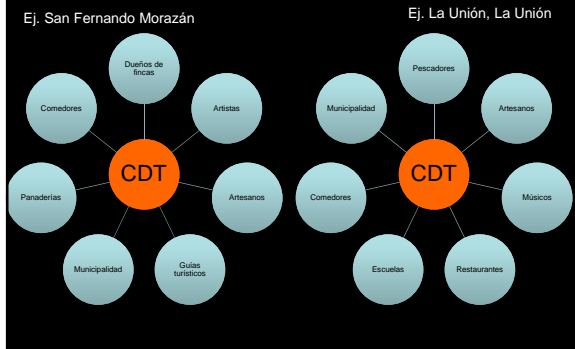 Ej. San Fernando Morazán
Dueños de
fincas
Comedores
Artistas
CDT
Panaderías
Artesanos
Municipalidad
Guías
turísticos
Ej. La Unión, La Unión
Pescadores
Municipalidad
Artesanos
CDT
Comedores
Músicos
Escuelas
Restaurantes